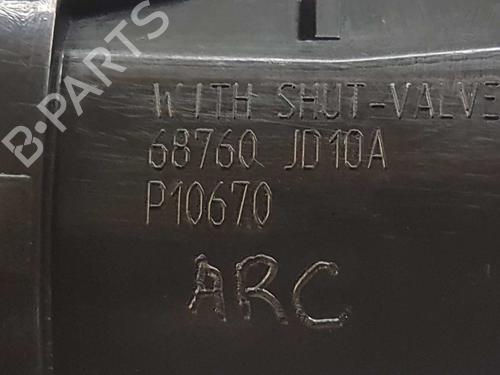 B-PARTS
WITH SHUT-VALVE
68760 JD10A
P10670
ARC